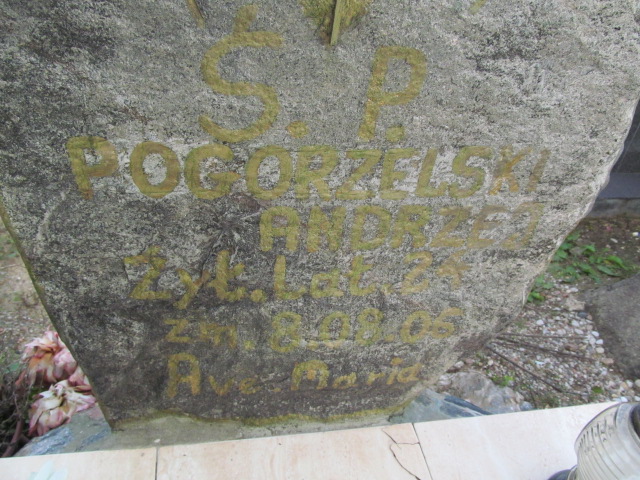 Ś. P.
POGORZELSKI
ANDRZEJ
Żył. Lat. 24
zm 8.08.06
Ave. Maria